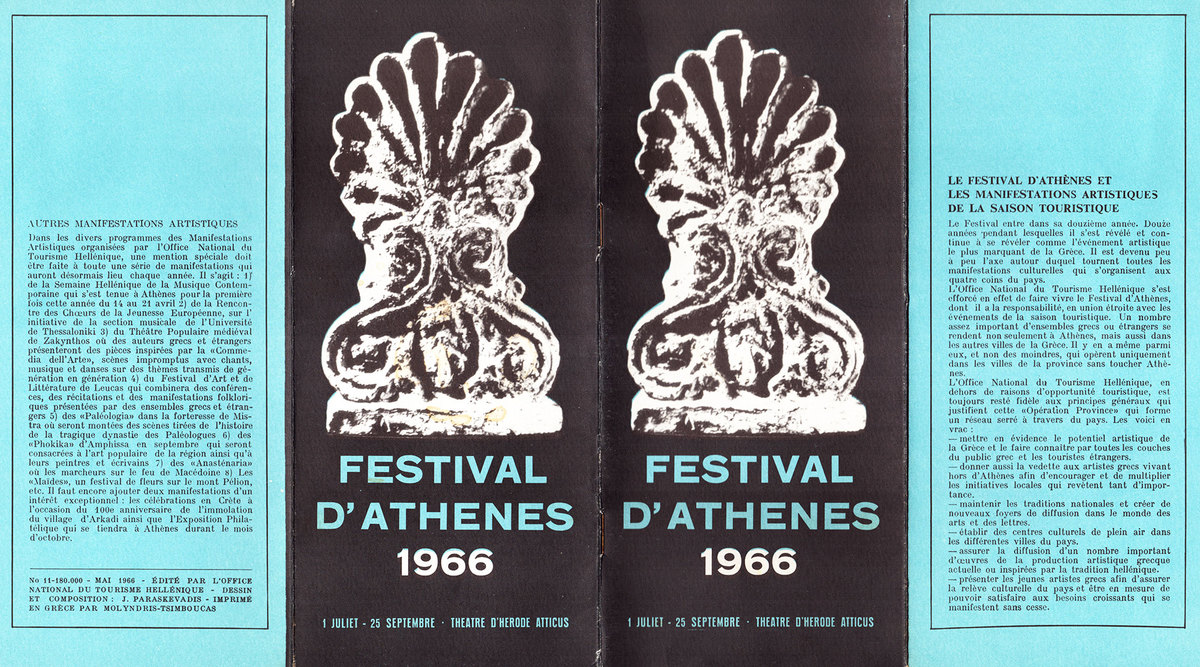 AUTRES MANIFESTATIONS ARTISTIQUES
Dans les divers programmes des Manifestations
Artistiques organisées par l'Office National du
Tourisme Hellénique, une mention spéciale doit
être faite à toute une série de manifestations qui
auront désormais lieu chaque année. Il s'agit : 1)
de la Semaine Hellénique de la Musique Contem-
poraine qui s'est tenue à Athènes pour la première
fois cette année du 14 au 21 avril 2) de la Rencon-
tre des Chœurs de la Jeunesse Européenne, sur l'
initiative de la section musicale de l'Université
de Thessaloniki 3) du Théâtre Populaire médiéval
de Zakynthos où des auteurs grecs et étrangers
présenteront des pièces inspirées par la «Comme-
dia dell'Arte», scènes impromptus avec chants,
musique et danses sur des thèmes transmis de gé-
nération en génération 4) du Festival d'Art et de
Littérature de Leucas qui combinera des conféren-
ces, des récitations et des manifestations folklori-
ques présentées par des ensembles grecs et étran-
gers 5) des «Paléologia» dans la forteresse de Mis-
tra où seront montées des scènes tirées de l'histoire
de la tragique dynastie des Paléologues 6) des
«Phokika» d'Amphissa en septembre qui seront
consacrées à l'art populaire de la région ainsi qu'à
leurs peintres et écrivains 7) des «Anasténaria»
où les marcheurs sur le feu de Macédoine 8) Les
«Maïdes», un festival de fleurs sur le mont Pélion,
etc. Il faut encore ajouter deux manifestations d'un
intérêt exceptionnel : les célébrations en Crète à
l'occasion du 100e anniversaire de l'immolation
du village d'Arkadi ainsi que l'Exposition Phila-
télique qui se tiendra à Athènes durant le mois
d'octobre.
No 11-180.000 - MAI 1966 - ÉDITÉ PAR L'OFFICE
NATIONAL DU TOURISME HELLÉNIQUE - DESSIN
ET COMPOSITION : J. PARASKEVADIS - IMPRIMÉ
EN GRÈCE PAR MOLYNDRIS-TSIMBOUCAS
FESTIVAL
D'ATHENES
1966
1 JULIET - 25 SEPTEMBRE · THEATRE D'HERODE ATTICUS
FESTIVAL
D'ATHENES
1966
1 JULIET - 25 SEPTEMBRE · THEATRE D'HERODE ATTICUS
LE FESTIVAL D'ATHÈNES ET
LES MANIFESTATIONS ARTISTIQUES
DE LA SAISON TOURISTIQUE
Le Festival entre dans sa douzième année. Douze
années pendant lesquelles il s'est révélé et con-
tinue à se révéler comme l'événement artistique
le plus marquant de la Grèce. Il est devenu peu
à peu l'axe autour duquel tournent toutes les
manifestations culturelles qui s'organisent aux
quatre coins du pays.
L'Office National du Tourisme Hellénique s'est
efforcé en effet de faire vivre le Festival d'Athènes,
dont il a la responsabilité, en union étroite avec les
événements de la saison touristique. Un nombre
assez important d'ensembles grecs ou étrangers se
rendent non seulement à Athènes, mais aussi dans
les autres villes de la Grèce. Il y en a même parmi
eux, et non des moindres, qui opèrent uniquement
dans les villes de la province sans toucher Athè-
nes.
L'Office National du Tourisme Hellénique, en
dehors de raisons d'opportunité touristique, est
toujours resté fidèle aux principes généraux qui
justifient cette «Opération Province» qui forme
un réseau serré à travers du pays. Les voici en
vrac :
— mettre en évidence le potentiel artistique de
la Grèce et le faire connaître par toutes les couches
du public grec et les touristes étrangers.
— donner aussi la vedette aux artistes grecs vivant
hors d'Athènes afin d'encourager et de multiplier
les initiatives locales qui revêtent tant d'impor-
tance.
— maintenir les traditions nationales et créer de
nouveaux foyers de diffusion dans le monde des
arts et des lettres.
— établir des centres culturels de plein air dans
les différentes villes du pays.
— assurer la diffusion d'un nombre important
d'œuvres de la production artistique grecque
actuelle ou inspirées par la tradition hellénique.
— présenter les jeunes artistes grecs afin d'assurer
la relève culturelle du pays et être en mesure de
pouvoir satisfaire aux besoins croissants qui se
manifestent sans cesse.